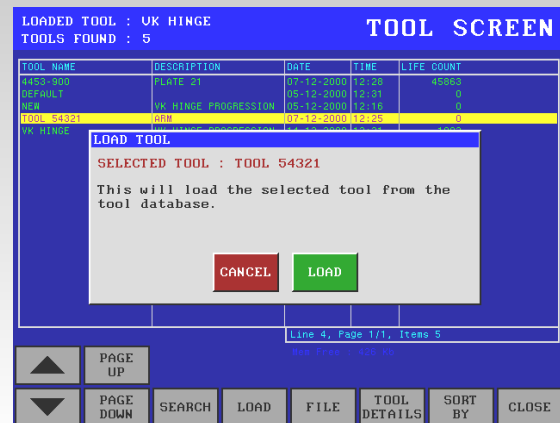 LOADED TOOL : VK HINGE
TOOLS FOUND : 5
TOOL SCREEN
TOOL NAME DESCRIPTION DATE TIME LIFE COUNT
4453-900 PLATE 21 07-12-2000 12:28 45863
DEFAULT 05-12-2000 12:31 0
NEW VK HINGE PROGRESSION 05-12-2000 12:16 0
TOOL 54321 ARM 07-12-2000 12:25 0
VK HINGE VK HINGE PROGRESSION
LOAD TOOL
SELECTED TOOL : TOOL 54321
This will load the selected tool from the
tool database.
CANCEL LOAD
Line 4, Page 1/1, Items 5
PAGE UP
PAGE DOWN
SEARCH
LOAD
FILE
TOOL DETAILS
SORT BY
CLOSE